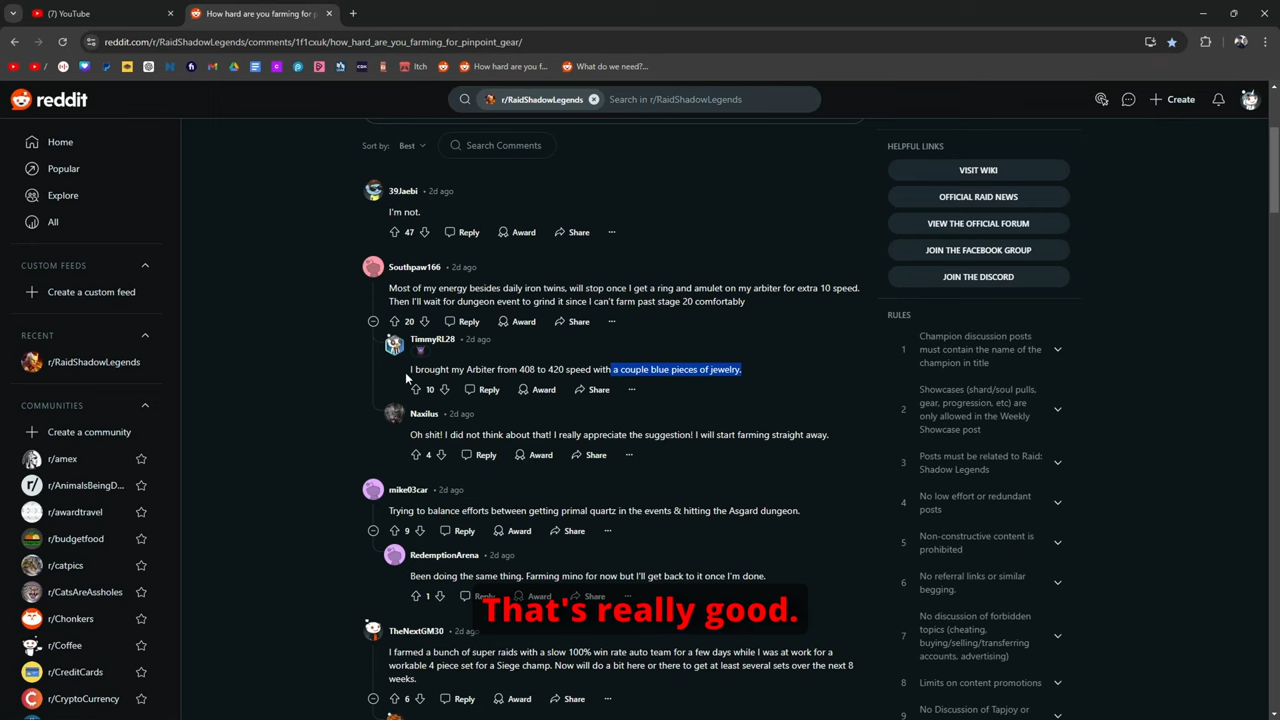 (7) YouTube
How hard are you farming for p
reddit.com/r/RaidShadowLegends/comments/1f1cxuk/how_hard_are_you_farming_for_pinpoint_gear/
Itch
How hard are you f...
What do we need?...
reddit
r/RaidShadowLegends
Search in r/RaidShadowLegends
Create
Home
Popular
Explore
All
CUSTOM FEEDS
Create a custom feed
RECENT
r/RaidShadowLegends
COMMUNITIES
Create a community
r/amex
r/AnimalsBeingD...
r/awardtravel
r/budgetfood
r/catpics
r/CatsAreAssholes
r/Chonkers
r/Coffee
r/CreditCards
r/CryptoCurrency
Sort by: Best
Search Comments
39Jaebi • 2d ago
I'm not.
47 Reply Award Share ...
Southpaw166 • 2d ago
Most of my energy besides daily iron twins, will stop once I get a ring and amulet on my arbiter for extra 10 speed.
Then I'll wait for dungeon event to grind it since I can't farm past stage 20 comfortably
20 Reply Award Share ...
TimmyRL28 • 2d ago
I brought my Arbiter from 408 to 420 speed with a couple blue pieces of jewelry.
10 Reply Award Share ...
Naxilus • 2d ago
Oh shit! I did not think about that! I really appreciate the suggestion! I will start farming straight away.
4 Reply Award Share ...
mike03car • 2d ago
Trying to balance efforts between getting primal quartz in the events & hitting the Asgard dungeon.
9 Reply Award Share ...
RedemptionArena • 2d ago
Been doing the same thing. Farming mino for now but I'll get back to it once I'm done.
1 Reply Award Share ...
That's really good.
TheNextGM30 • 2d ago
I farmed a bunch of super raids with a slow 100% win rate auto team for a few days while I was at work for a
workable 4 piece set for a Siege champ. Now will do a bit here or there to get at least several sets over the next 8
weeks.
6 Reply Award Share ...
HELPFUL LINKS
VISIT WIKI
OFFICIAL RAID NEWS
VIEW THE OFFICIAL FORUM
JOIN THE FACEBOOK GROUP
JOIN THE DISCORD
RULES
1 Champion discussion posts
must contain the name of the
champion in title
2 Showcases (shard/soul pulls,
gear, progression, etc) are
only allowed in the Weekly
Showcase post
3 Posts must be related to Raid:
Shadow Legends
4 No low effort or redundant
posts
5 Non-constructive content is
prohibited
6 No referral links or similar
begging.
7 No discussion of forbidden
topics (cheating,
buying/selling/transferring
accounts, advertising)
8 Limits on content promotions
9 No Discussion of Tapjoy or